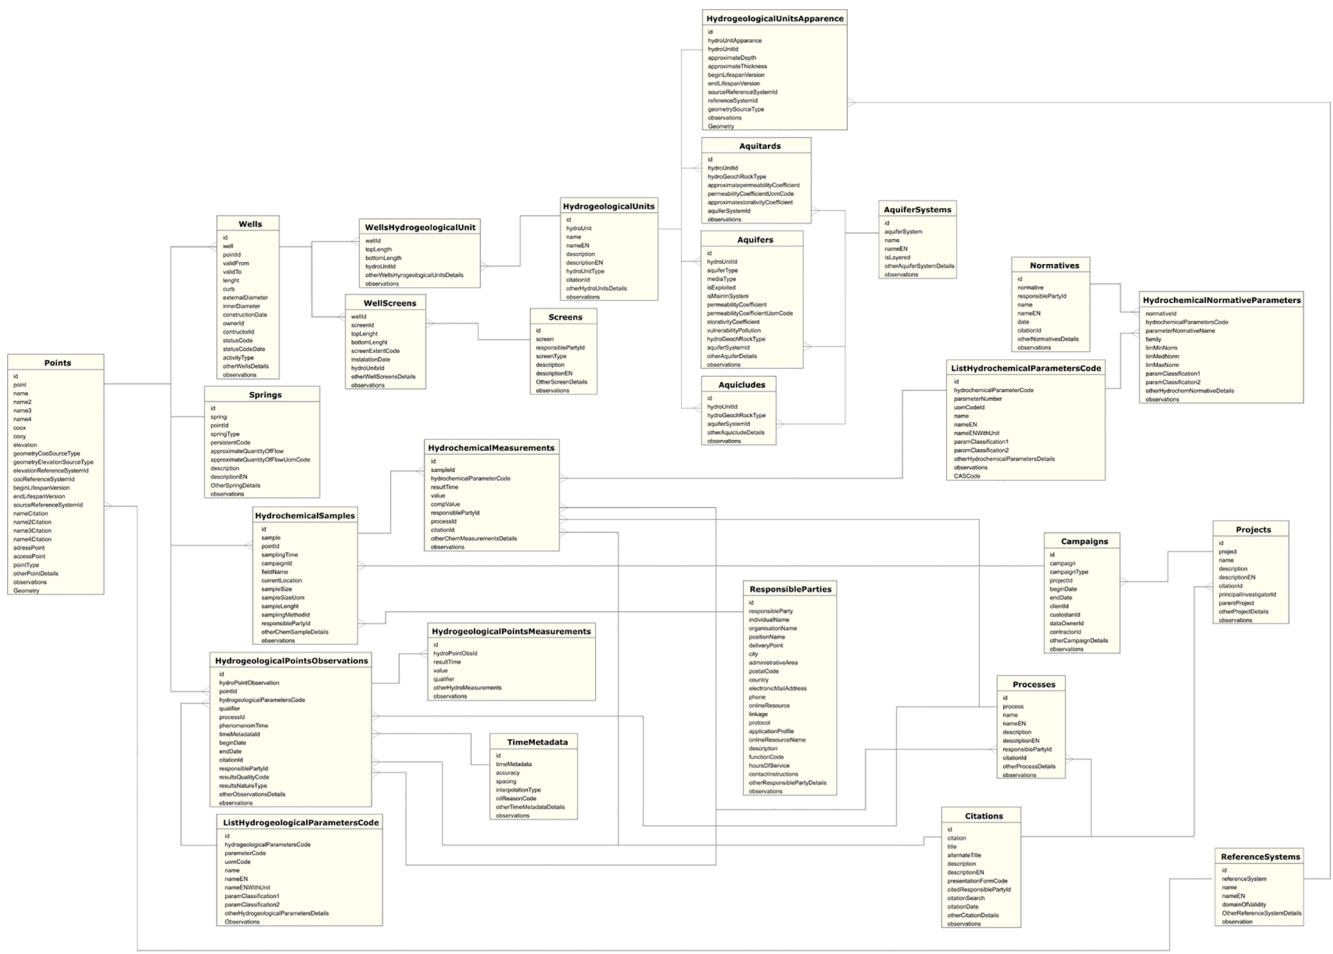 HydrogeologicalUnitsApparence
id
hydroUnitApparance
hydroUnitId
approximateDepth
approximateThickness
beginLifespanVersion
endLifespanVersion
sourceReferenceSystemId
referenceSystemId
geometrySourceType
observations
Geometry
Aquitards
id
hydroUnitId
hydroGeochRockType
approximatepermeabilityCoefficient
permeabilityCoefficientUomCode
approximatestorativityCoefficient
aquiferSystemId
observations
Aquifers
id
hydroUnitId
aquiferType
mediaType
isExploited
isMainInSystem
permeabilityCoefficient
permeabilityCoefficientUomCode
storativityCoefficient
vulnerabilityPollution
hydroGeochRockType
aquiferSystemId
otherAquiferDetails
observations
Aquicludes
id
hydroUnitId
hydroGeochRockType
aquiferSystemId
otherAquicludeDetails
observations
AquiferSystems
id
aquiferSystem
name
nameEN
isLayered
otherAquiferSystemDetails
observations
HydrogeologicalUnits
id
hydroUnit
name
nameEN
description
descriptionEN
hydroUnitType
citationId
otherHydroUnitsDetails
observations
Wells
id
well
pointId
validFrom
validTo
lenght
curb
externalDiameter
innerDiameter
constructionDate
ownerId
contructorId
statusCode
statusCodeDate
activityType
otherWellsDetails
observations
WellsHydrogeologicalUnit
wellId
topLength
bottomLength
hydroUnitId
otherWellsHyrogeologicalUnitsDetails
observations
WellScreens
wellId
screenId
topLenght
bottomLenght
screenExtentCode
instalationDate
hydroUnitsId
otherWellScreensDetails
observations
Screens
id
screen
responsiblePartyId
screenType
description
descriptionEN
OtherScreenDetails
observations
Normatives
id
normative
responsiblePartyId
name
nameEN
date
citationId
otherNormativesDetails
observations
HydrochemicalNormativeParameters
normativeId
hydrochemicalParametersCode
parameterNormativeName
family
limMinNorm
limMedNorm
limMaxNorm
paramClassification1
paramClassification2
otherHydrochemNormativeDetails
observations
ListHydrochemicalParametersCode
id
hydrochemicalParameterCode
parameterNumber
uomCodeId
name
nameEN
nameENWithUnit
paramClassification1
paramClassification2
otherHydrochemicalParametersDetails
observations
CASCode
Points
id
point
name
name2
name3
name4
coox
cooy
elevation
geometryCooSourceType
geometryElevationSourceType
elevationReferenceSystemId
cooReferenceSystemId
beginLifespanVersion
endLifespanVersion
sourceReferenceSystemId
nameCitation
name2Citation
name3Citation
name4Citation
adressPoint
accessPoint
pointType
otherPointDetails
observations
Geometry
Springs
id
spring
pointId
springType
persistentCode
approximateQuantityOfFlow
approximateQuantityOfFlowUomCode
description
descriptionEN
OtherSpringDetails
observations
HydrochemicalMeasurements
id
sampleId
hydrochemicalParameterCode
resultTime
value
compValue
responsiblePartyId
processId
citationId
otherChemMeasurementsDetails
observations
HydrochemicalSamples
id
sample
pointId
samplingTime
campaignId
fieldName
currentLocation
sampleSize
sampleSizeUom
sampleLenght
samplingMethodId
responsiblePartyId
otherChemSampleDetails
observations
Campaigns
id
campaign
campaignType
projectId
beginDate
endDate
clientId
custodianId
dataOwnerId
contractorId
otherCampaignDetails
observations
Projects
id
project
name
description
descriptionEN
citationId
principalInvestigatorId
parentProject
otherProjectDetails
observations
ResponsibleParties
id
responsibleParty
individualName
organisationName
positionName
deliveryPoint
city
administrativeArea
postalCode
country
electronicMailAddress
phone
onlineResource
linkage
protocol
applicationProfile
onlineResourceName
description
functionCode
hoursOfService
contactInstructions
otherResponsiblePartyDetails
observations
HydrogeologicalPointsMeasurements
id
hydroPointObsId
resultTime
value
qualifier
otherHydroMeasurements
observations
HydrogeologicalPointsObservations
id
hydroPointObservation
pointId
hydrogeologicalParametersCode
qualifier
processId
phenomenomTime
timeMetadataId
beginDate
endDate
citationId
responsiblePartyId
resultsQualityCode
resultsNatureType
otherObservationsDetails
observations
TimeMetadata
id
timeMetadata
accuracy
spacing
interpolationType
nilReasonCode
otherTimeMetadataDetails
observations
Processes
id
process
name
nameEN
description
descriptionEN
responsiblePartyId
citationId
otherProcessDetails
observations
ListHydrogeologicalParametersCode
id
hydrogeologicalParametersCode
parameterCode
uomCode
name
nameEN
nameENWithUnit
paramClassification1
paramClassification2
otherHydrogeologicalParametersDetails
Observations
Citations
id
citation
title
alternateTitle
description
descriptionEN
presentationFormCode
citedResponsiblePartyId
citationSearch
citationDate
otherCitationDetails
observations
ReferenceSystems
id
referenceSystem
name
nameEN
domainOfValidity
OtherReferenceSystemDetails
observation